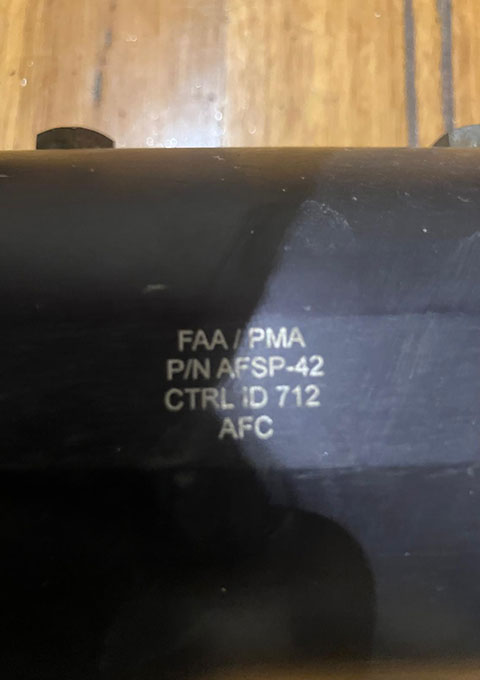 FAA / PMA
P/N AFSP-42
CTRL ID 712
AFC